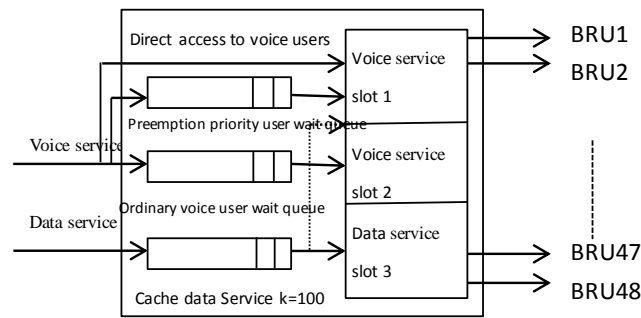 Direct access to voice users
BRU1
Voice service
BRU2
slot 1
Preemption priority user wait queue
Voice service
Voice service
slot 2
Ordinary voice user wait queue
Data service
Data service
BRU47
slot 3
BRU48
Cache data Service k=100